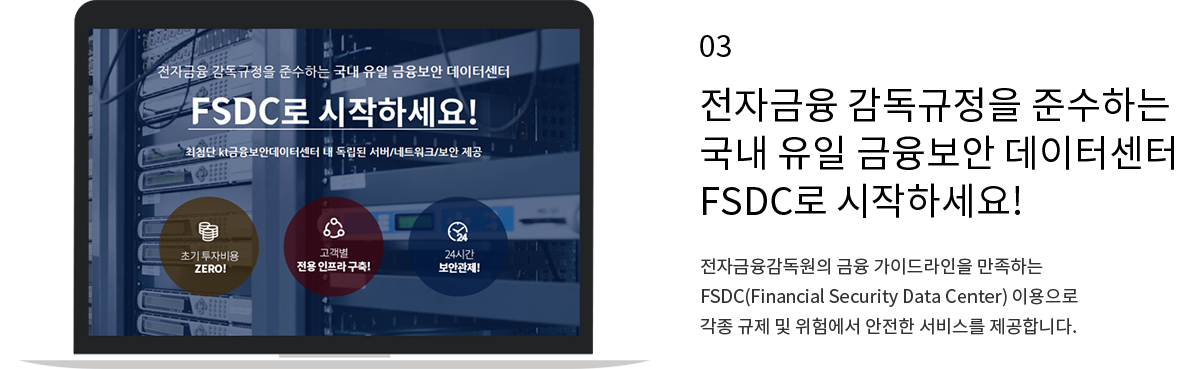 전자금융 감독규정을 준수하는 국내 유일 금융보안 데이터센터
FSDC로 시작하세요!
최첨단 kt금융보안데이터센터 내 독립된 서버/네트워크/보안 제공
초기 투자비용
ZERO!
고객별
전용 인프라 구축!
24
24시간
보안관제!
03
전자금융 감독규정을 준수하는
국내 유일 금융보안 데이터센터
FSDC로 시작하세요!
전자금융감독원의 금융 가이드라인을 만족하는
FSDC(Financial Security Data Center) 이용으로
각종 규제 및 위험에서 안전한 서비스를 제공합니다.